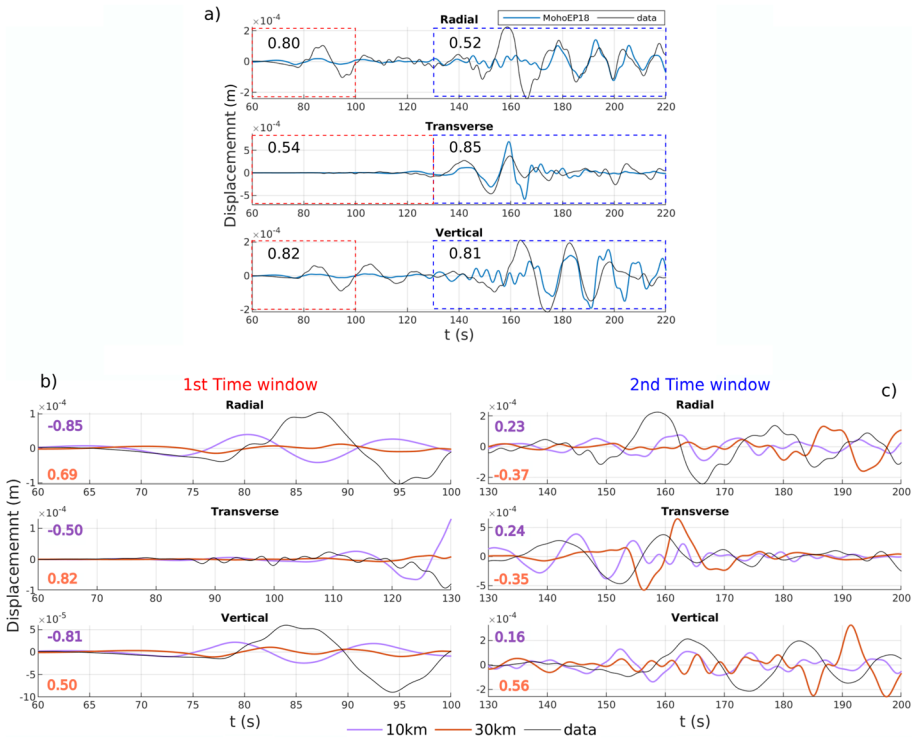 a)
Radial
MohoEP18
data
×10⁻⁴
2
0
-2
0.80
0.52
60 80 100 120 140 160 180 200 220
Transverse
×10⁻⁴
5
0
-5
0.54
0.85
60 80 100 120 140 160 180 200 220
Vertical
×10⁻⁴
2
0
-2
0.82
0.81
60 80 100 120 140 160 180 200 220
Displacememnt (m)
t (s)
b)
1st Time window
Radial
×10⁻⁴
1
0
-1
-0.85
0.69
60 65 70 75 80 85 90 95 100
Transverse
×10⁻⁴
1
0
-1
-0.50
0.82
60 70 80 90 100 110 120 130
Vertical
×10⁻⁵
5
0
-5
-10
-0.81
0.50
60 65 70 75 80 85 90 95 100
Displacememnt (m)
t (s)
2nd Time window
c)
Radial
×10⁻⁴
2
0
-2
0.23
-0.37
130 140 150 160 170 180 190 200
Transverse
×10⁻⁴
5
0
-5
0.24
-0.35
130 140 150 160 170 180 190 200
Vertical
×10⁻⁴
2
0
-2
0.16
0.56
130 140 150 160 170 180 190 200
t (s)
10km 30km data